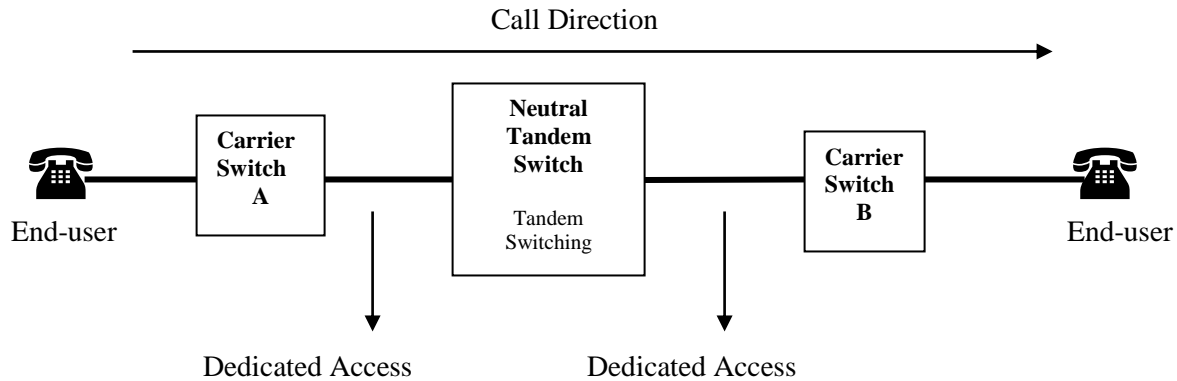 Call Direction
Neutral
Tandem
Switch
Tandem
Switching
Carrier
Switch
A
Carrier
Switch
B
End-user
End-user
Dedicated Access
Dedicated Access